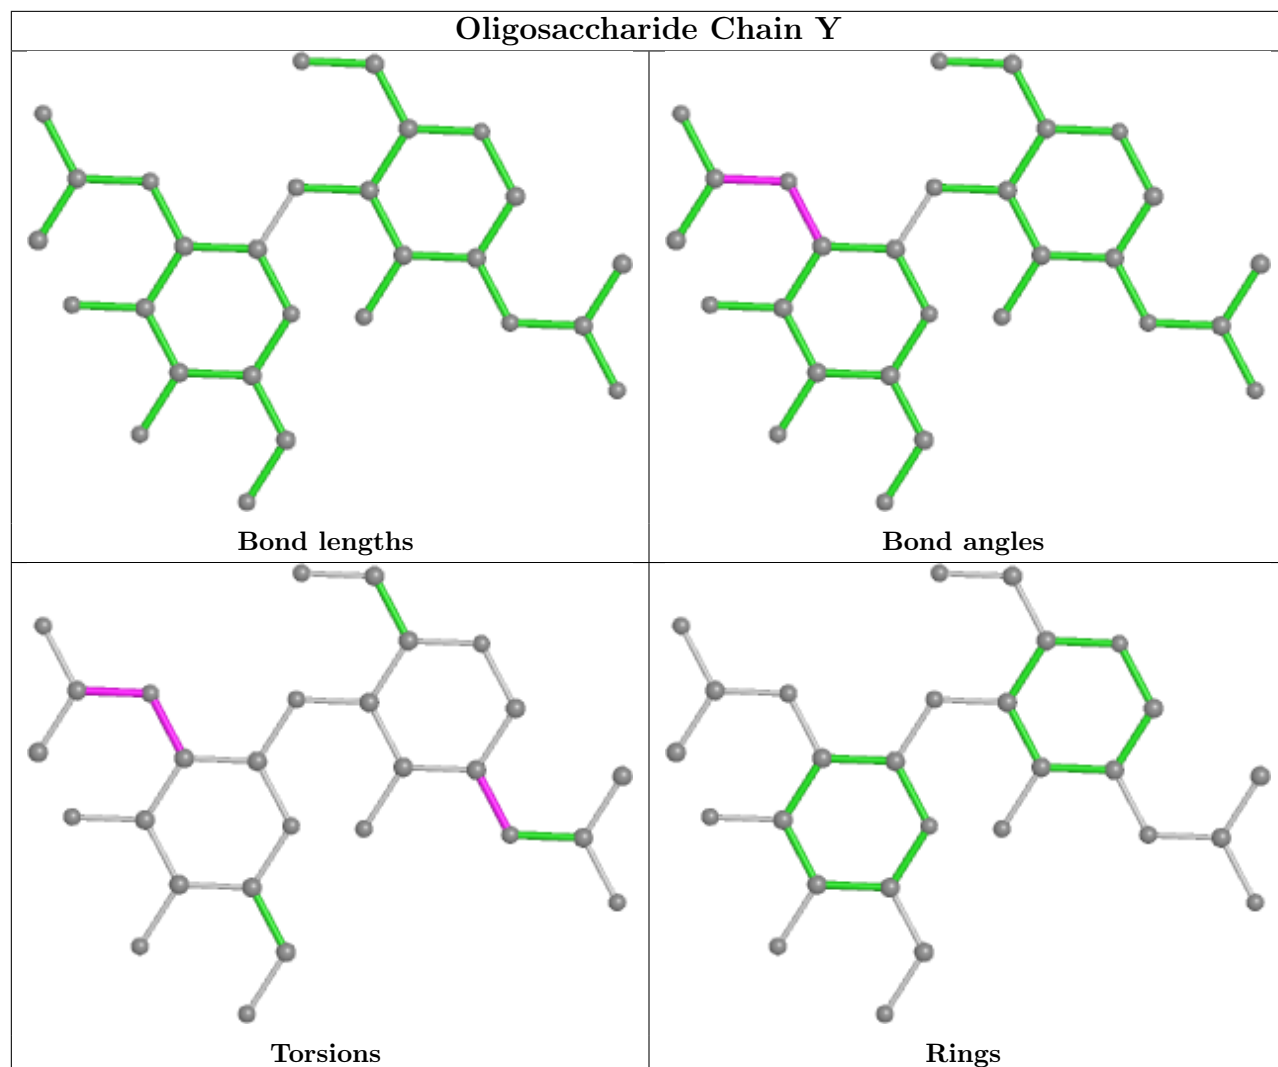 Oligosaccharide Chain Y
Bond lengths
Bond angles
Torsions
Rings